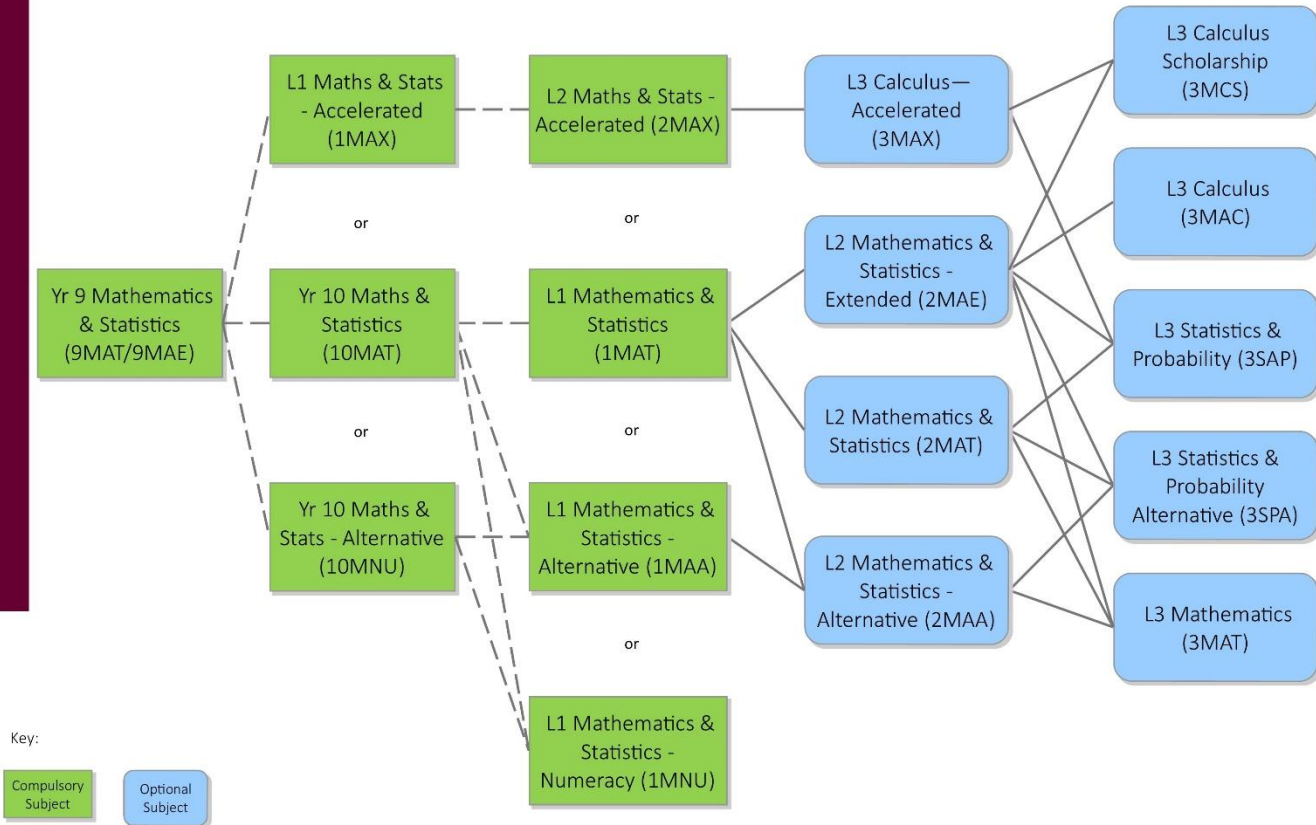 L1 Maths & Stats
- Accelerated
(1MAX)
L2 Maths & Stats -
Accelerated (2MAX)
L3 Calculus—
Accelerated
(3MAX)
L3 Calculus
Scholarship
(3MCS)
or
or
L3 Calculus
(3MAC)
Yr 9 Mathematics
& Statistics
(9MAT/9MAE)
Yr 10 Maths &
Statistics
(10MAT)
L1 Mathematics &
Statistics
(1MAT)
L2 Mathematics &
Statistics -
Extended (2MAE)
L3 Statistics &
Probability (3SAP)
or
or
L2 Mathematics &
Statistics (2MAT)
L3 Statistics &
Probability
Alternative (3SPA)
Yr 10 Maths &
Stats - Alternative
(10MNU)
L1 Mathematics &
Statistics -
Alternative (1MAA)
L2 Mathematics &
Statistics -
Alternative (2MAA)
L3 Mathematics
(3MAT)
or
L1 Mathematics &
Statistics -
Numeracy (1MNU)
Key:
Compulsory
Subject
Optional
Subject